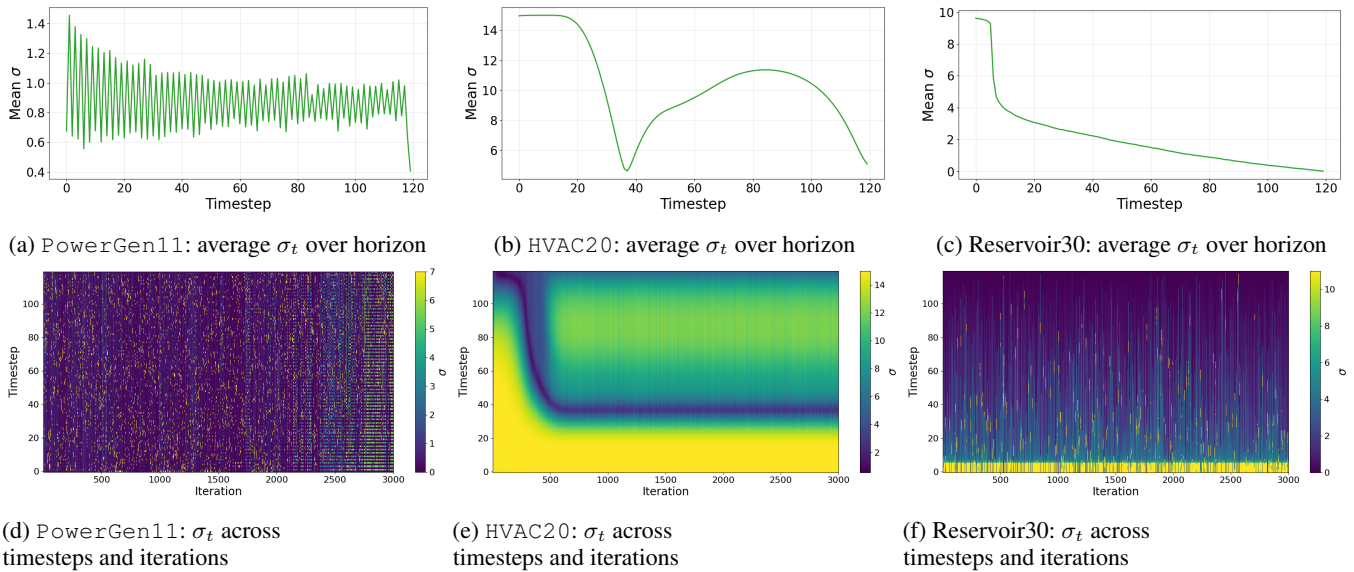 1.4
1.2
1.0
0.8
0.6
0.4
Mean σ
0 20 40 60 80 100 120
Timestep
(a) PowerGen11: average σt over horizon
14
12
10
8
6
Mean σ
0 20 40 60 80 100 120
Timestep
(b) HVAC20: average σt over horizon
10
8
6
4
2
0
Mean σ
0 20 40 60 80 100 120
Timestep
(c) Reservoir30: average σt over horizon
100
80
60
40
20
0
Timestep
500 1000 1500 2000 2500 3000
Iteration
7
6
5
4
3
2
1
0
σ
(d) PowerGen11: σt across
timesteps and iterations
100
80
60
40
20
0
Timestep
500 1000 1500 2000 2500 3000
Iteration
14
12
10
8
6
4
2
σ
(e) HVAC20: σt across
timesteps and iterations
100
80
60
40
20
0
Timestep
500 1000 1500 2000 2500 3000
Iteration
10
8
6
4
2
0
σ
(f) Reservoir30: σt across
timesteps and iterations